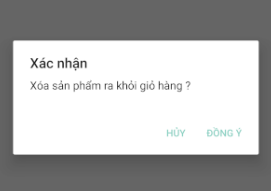 Xác nhận
Xóa sản phẩm ra khỏi giỏ hàng ?
HỦY ĐỒNG Ý